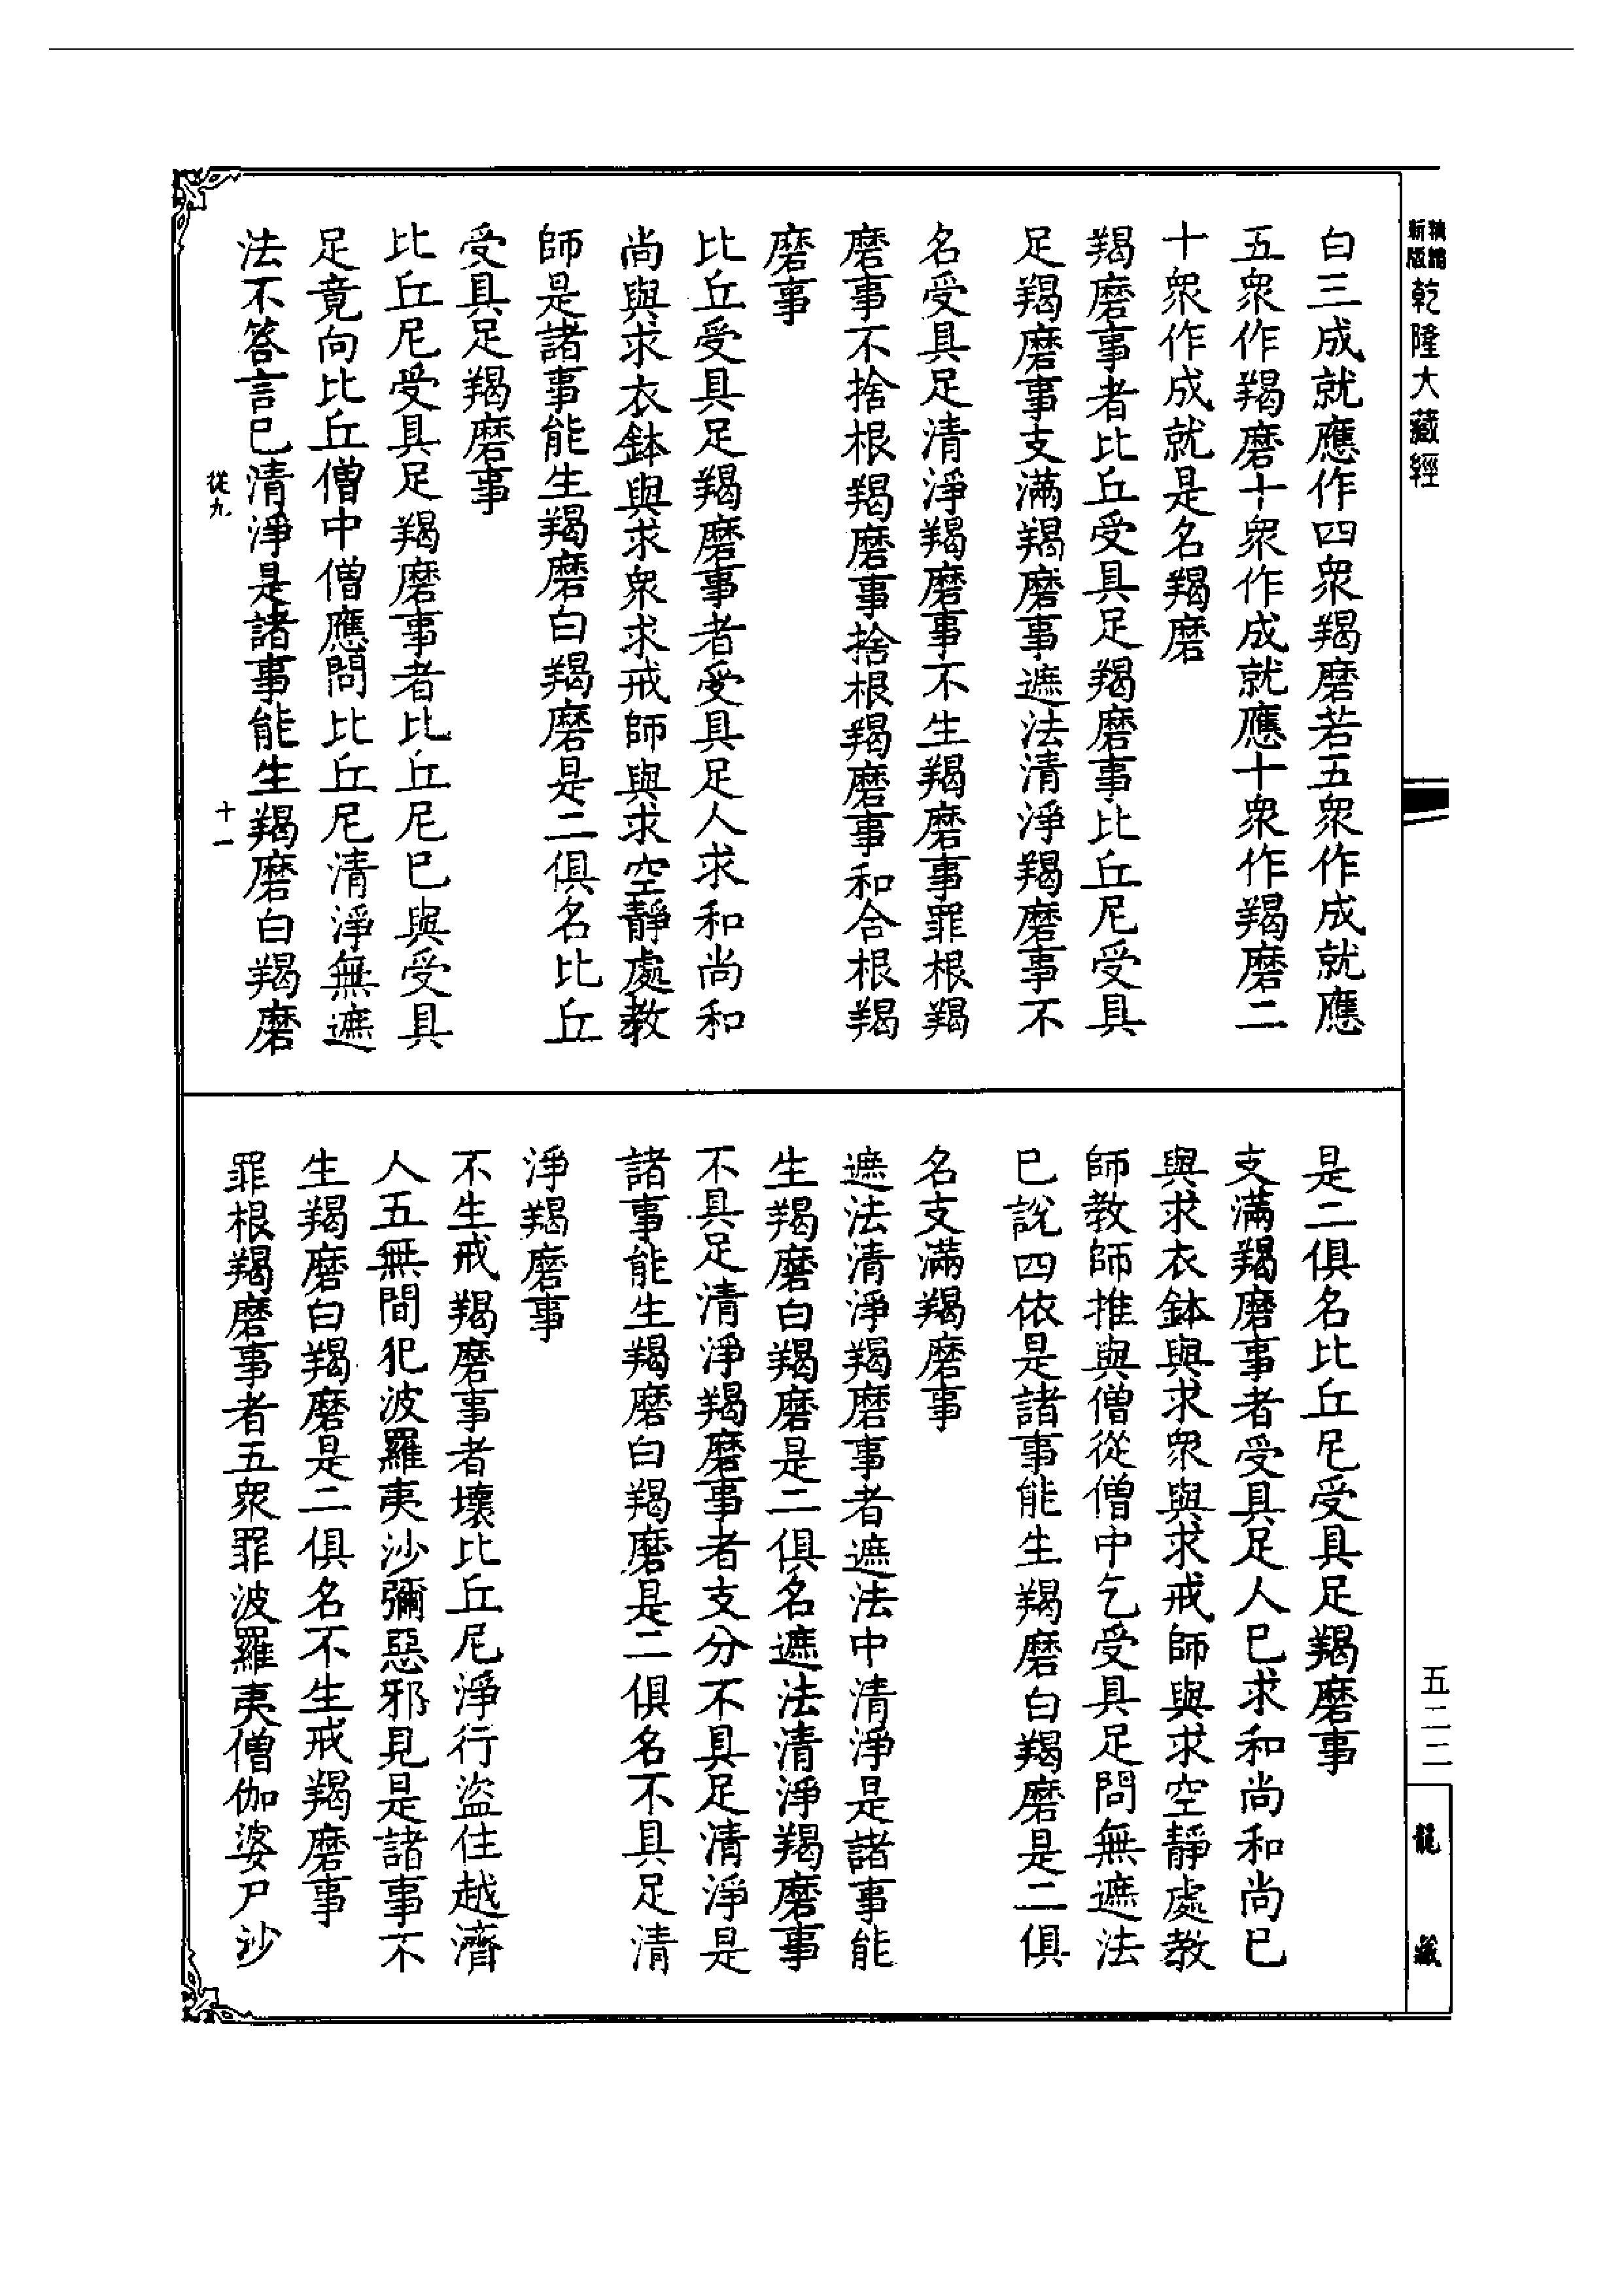 新版
精譜
乾隆大藏經
白三成就應作四衆羯磨若五衆作成就應
五衆作羯磨十衆作成就應十衆作羯磨二
十衆作成就是名羯磨
羯磨事者比丘受具足羯磨事比丘尼受具
足羯磨事支滿羯磨事遮法清淨羯磨事不
名受具足清淨羯磨事不生羯磨事罪根羯
磨事不捨根羯磨事捨根羯磨事和合根羯
磨事
比丘受具足羯磨事者受具足人求和尚和
尚與求衣鉢與求衆求戒師與求空靜處教
師是諸事能生羯磨白羯磨是二俱名比丘
受具足羯磨事
比丘尼受具足羯磨事者比丘尼巳與受具
足竟向比丘僧中僧應問比丘尼清淨無遮
法不答言巳清淨是諸事能生羯磨白羯磨
從九
十一
是二俱名比丘尼受具足羯磨事
支滿羯磨事者受具足人巳求和尚和尚巳
與求衣鉢與求衆與求戒師與求空靜處教
師教師推與僧從僧中乞受具足問無遮法
巳說四依是諸事能生羯磨白羯磨是二俱
名支滿羯磨事
遮法清淨羯磨事者遮法中清淨是諸事能
生羯磨白羯磨是二俱名遮法清淨羯磨事
不具足清淨羯磨事者支分不具足清淨是
諸事能生羯磨白羯磨是二俱名不具足清
淨羯磨事
不生戒羯磨事者壞比丘尼淨行盜住越濟
人五無間犯波羅夷沙彌惡邪見是諸事不
生羯磨白羯磨是二俱名不生戒羯磨事
罪根羯磨事者五衆罪波羅夷僧伽婆尸沙
五二二
龍藏